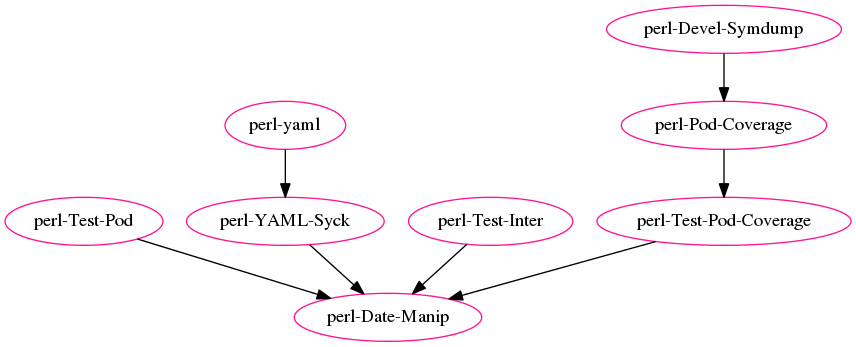 perl-Devel-Symdump
perl-yaml
perl-Pod-Coverage
perl-Test-Pod
perl-YAML-Syck
perl-Test-Inter
perl-Test-Pod-Coverage
perl-Date-Manip